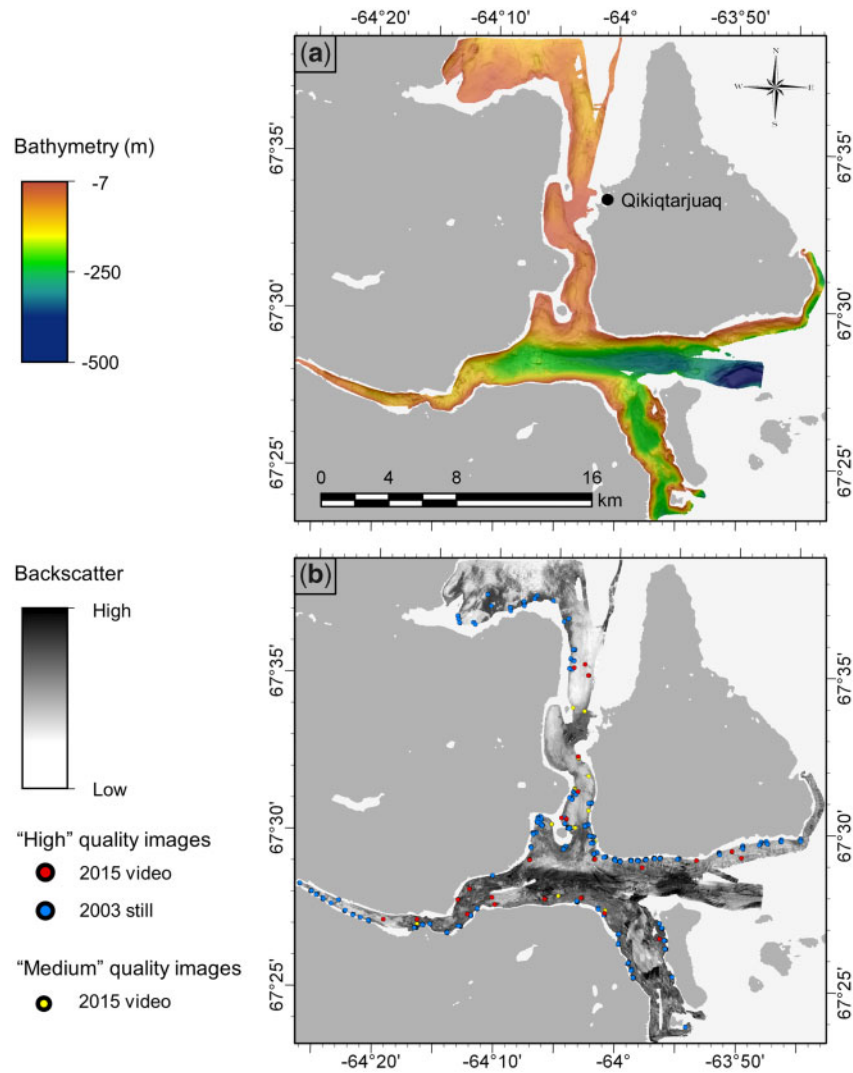 -64°20' -64°10' -64° -63°50'
(a)
N
W E
S
Bathymetry (m)
-7
-250
-500
67°35' 67°35'
Qikiqtarjuaq
67°30' 67°30'
67°25' 67°25'
0 4 8 16
km
(b)
Backscatter
High
Low
67°35' 67°35'
67°30' 67°30'
"High" quality images
2015 video
2003 still
"Medium" quality images
2015 video
67°25' 67°25'
-64°20' -64°10' -64° -63°50'